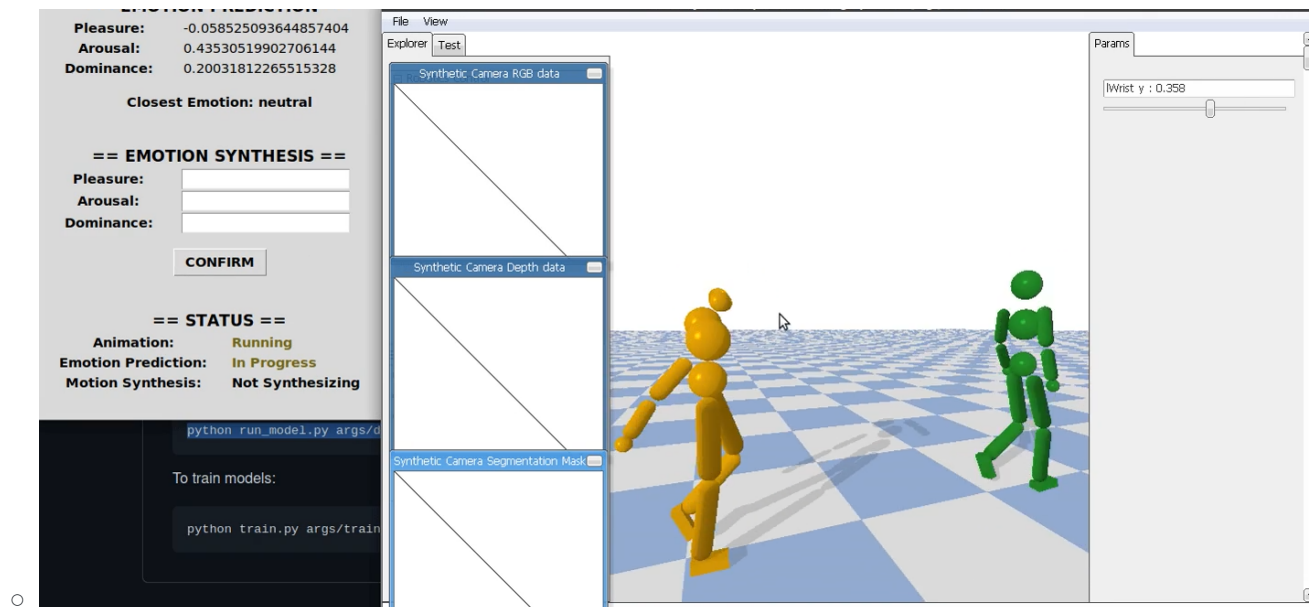 EMOTION PREDICTION
Pleasure: -0.058525093644857404
Arousal: 0.43530519902706144
Dominance: 0.20031812265515328
Closest Emotion: neutral
== EMOTION SYNTHESIS ==
Pleasure:
Arousal:
Dominance:
CONFIRM
== STATUS ==
Animation: Running
Emotion Prediction: In Progress
Motion Synthesis: Not Synthesizing
python run_model.py args/d
To train models:
python train.py args/train
File View
Explorer Test
Synthetic Camera RGB data
Synthetic Camera Depth data
Synthetic Camera Segmentation Mask
Params
lWrist y : 0.358